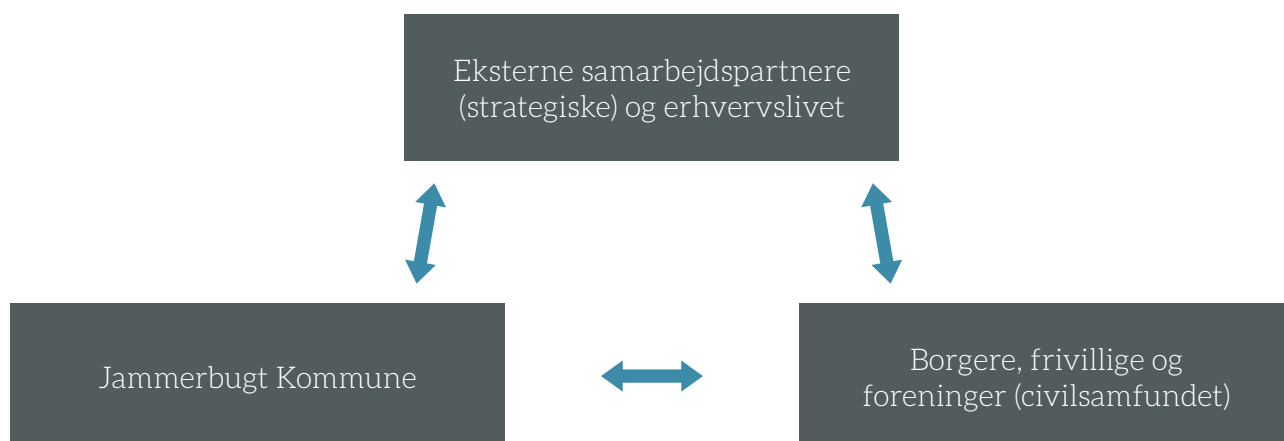 Eksterne samarbejdspartnere
(strategiske) og erhvervslivet
Jammerbugt Kommune
Borgere, frivillige og
foreninger (civilsamfundet)